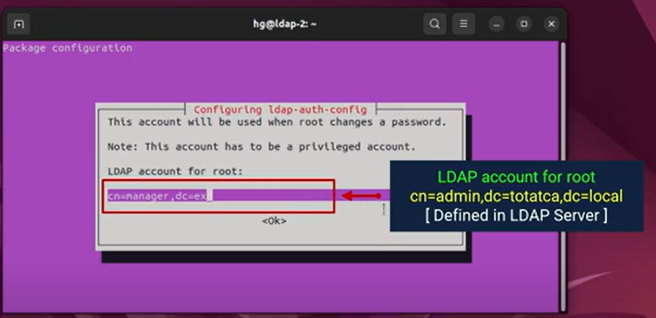 hg@ldap-2: ~
Package configuration
Configuring ldap-auth-config
This account will be used when root changes a password.
Note: This account has to be a privileged account.
LDAP account for root:
cn=manager,dc=ex
<Ok>
LDAP account for root
cn=admin,dc=totatca,dc=local
[ Defined in LDAP Server ]